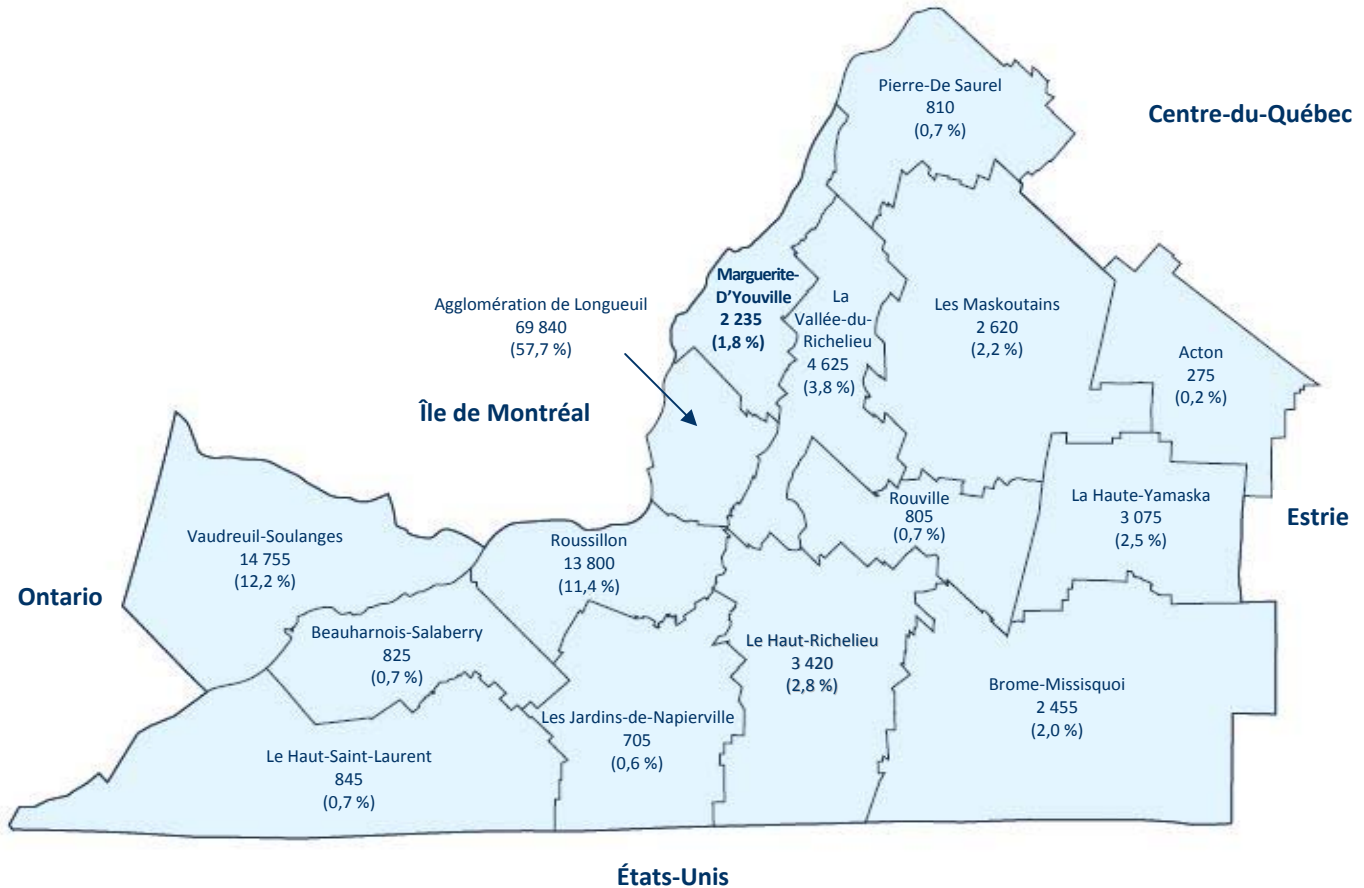 Pierre-De Saurel
810
(0,7 %)
Centre-du-Québec
Marguerite-
D'Youville
2 235
(1,8 %)
La
Vallée-du-
Richelieu
4 625
(3,8 %)
Les Maskoutains
2 620
(2,2 %)
Agglomération de Longueuil
69 840
(57,7 %)
Acton
275
(0,2 %)
Île de Montréal
Rouville
805
(0,7 %)
La Haute-Yamaska
3 075
(2,5 %)
Estrie
Vaudreuil-Soulanges
14 755
(12,2 %)
Roussillon
13 800
(11,4 %)
Ontario
Beauharnois-Salaberry
825
(0,7 %)
Le Haut-Richelieu
3 420
(2,8 %)
Brome-Missisquoi
2 455
(2,0 %)
Les Jardins-de-Napierville
705
(0,6 %)
Le Haut-Saint-Laurent
845
(0,7 %)
États-Unis